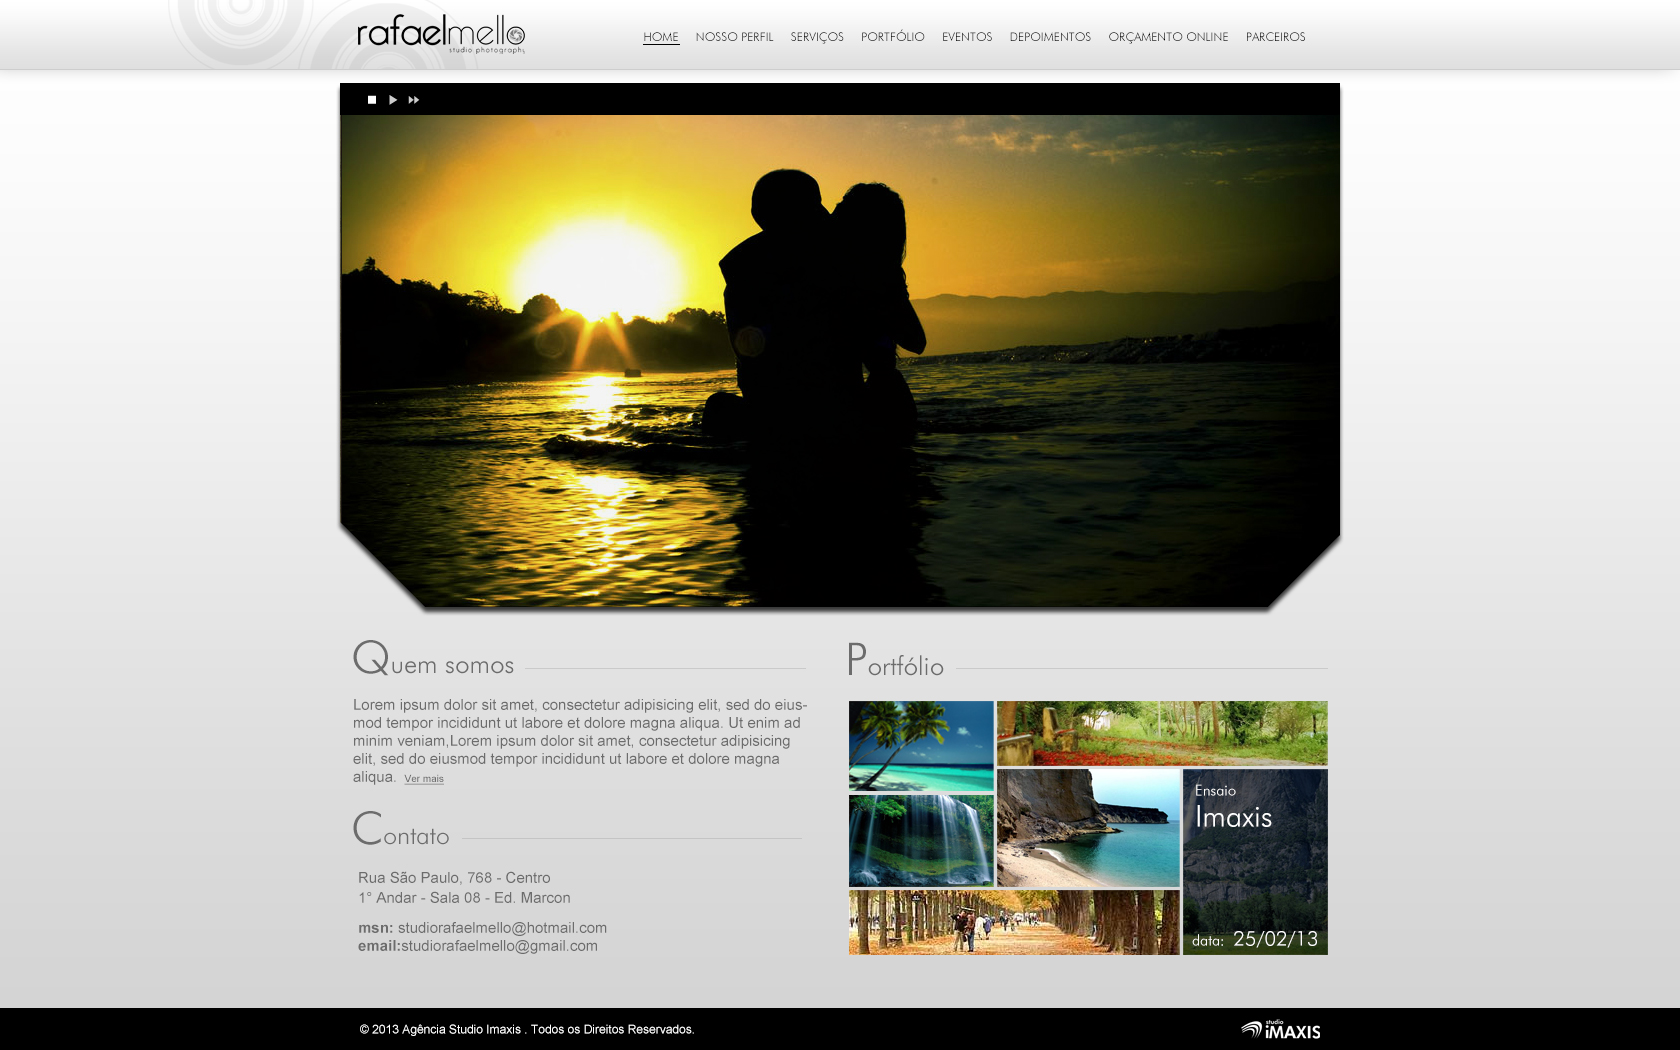 rafaelmello
studio photography
HOME NOSSO PERFIL SERVIÇOS PORTFÓLIO EVENTOS DEPOIMENTOS ORÇAMENTO ONLINE PARCEIROS
Quem somos
Lorem ipsum dolor sit amet, consectetur adipisicing elit, sed do eius-
mod tempor incididunt ut labore et dolore magna aliqua. Ut enim ad
minim veniam,Lorem ipsum dolor sit amet, consectetur adipisicing
elit, sed do eiusmod tempor incididunt ut labore et dolore magna
aliqua. Ver mais
Contato
Rua São Paulo, 768 - Centro
1° Andar - Sala 08 - Ed. Marcon
msn: studiorafaelmello@hotmail.com
email:studiorafaelmello@gmail.com
Portfólio
Ensaio
Imaxis
data: 25/02/13
© 2013 Agência Studio Imaxis . Todos os Direitos Reservados.
studio
iMAXIS